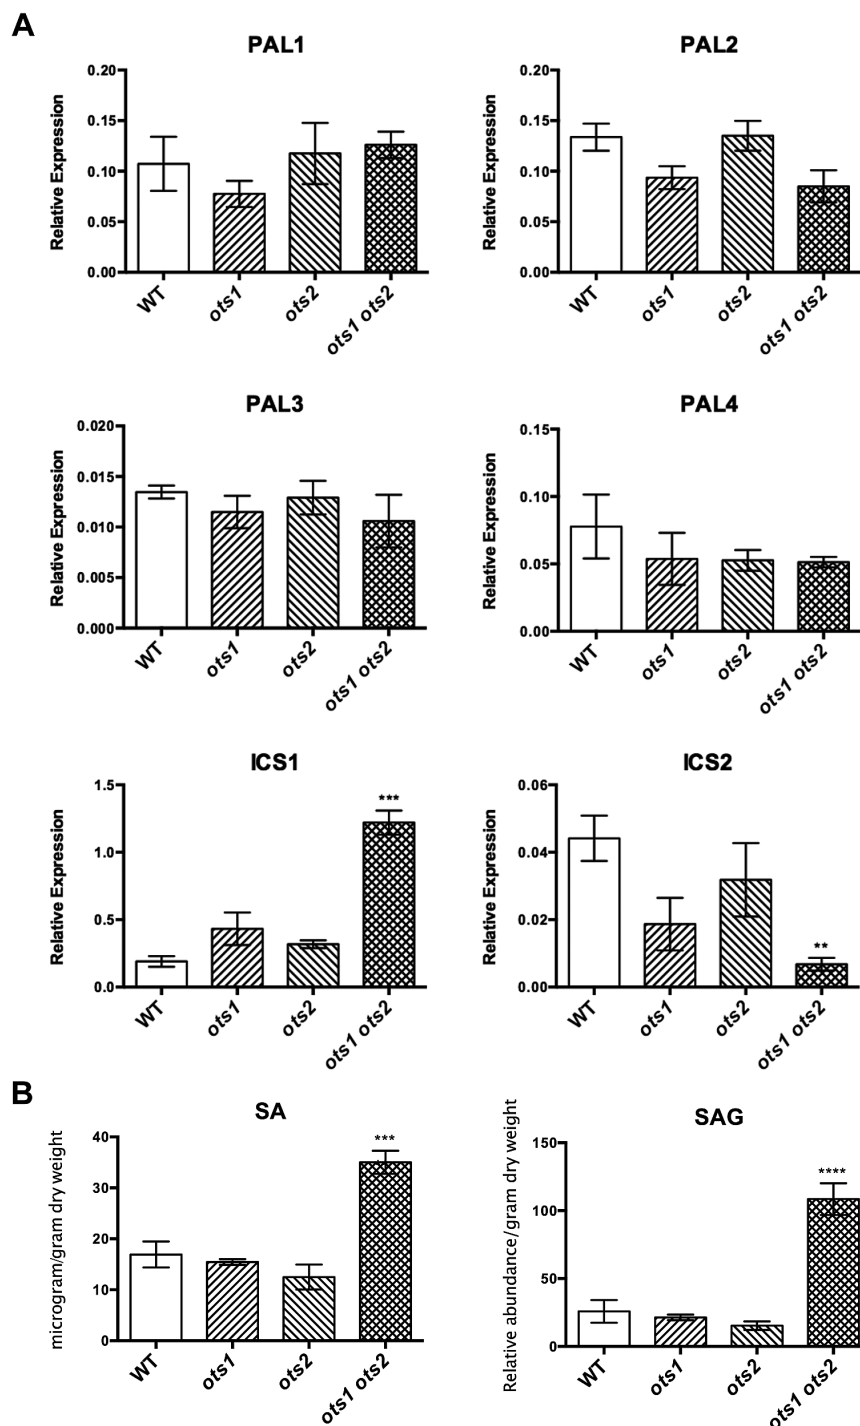 A
PAL1
Relative Expression
0.20
0.15
0.10
0.05
0.00
WT
ots1
ots2
ots1 ots2
PAL2
Relative Expression
0.20
0.15
0.10
0.05
0.00
WT
ots1
ots2
ots1 ots2
PAL3
Relative Expression
0.020
0.015
0.010
0.005
0.000
WT
ots1
ots2
ots1 ots2
PAL4
Relative Expression
0.15
0.10
0.05
0.00
WT
ots1
ots2
ots1 ots2
ICS1
Relative Expression
1.5
1.0
0.5
0.0
***
WT
ots1
ots2
ots1 ots2
ICS2
Relative Expression
0.06
0.04
0.02
0.00
**
WT
ots1
ots2
ots1 ots2
B
SA
microgram/gram dry weight
40
30
20
10
0
***
WT
ots1
ots2
ots1 ots2
SAG
Relative abundance/gram dry weight
150
100
50
0
****
WT
ots1
ots2
ots1 ots2